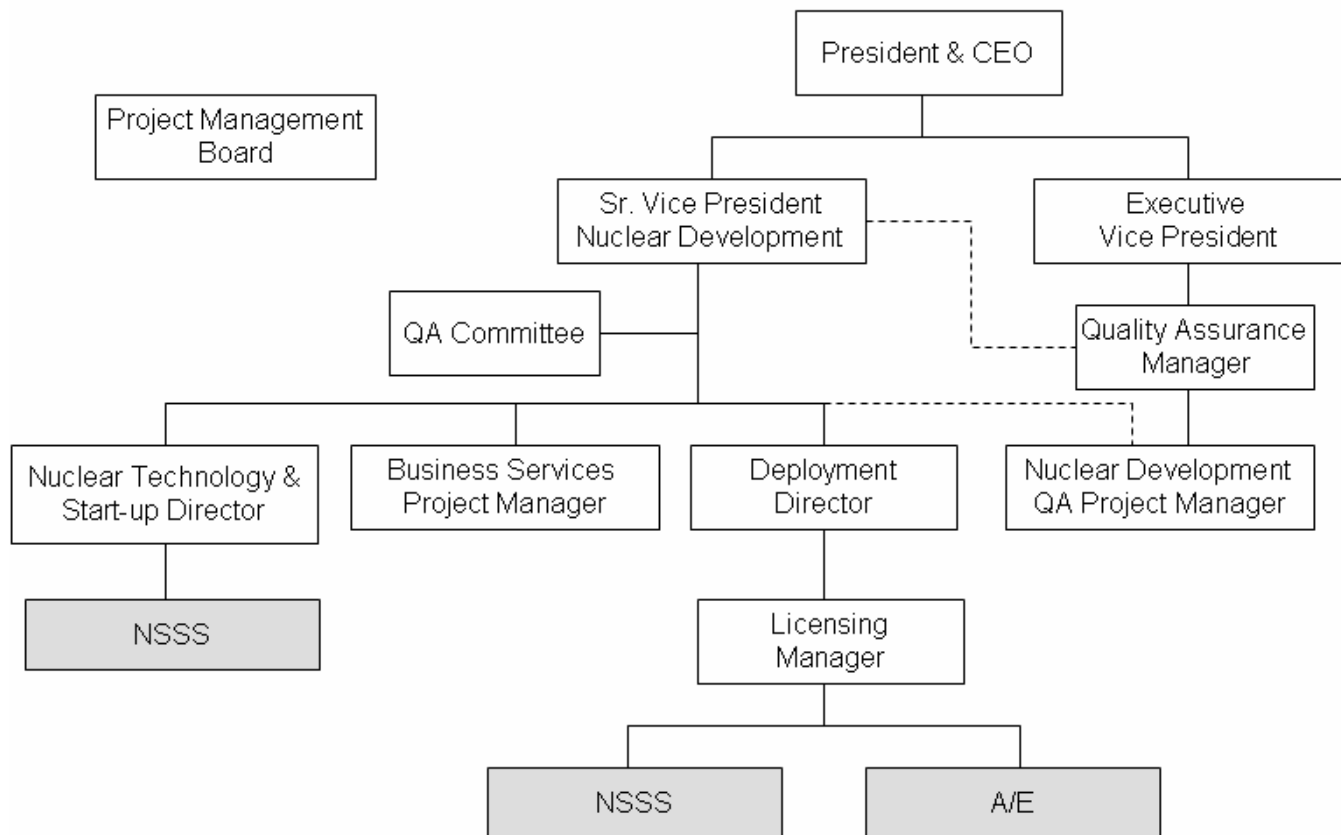 President & CEO
Project Management
Board
Sr. Vice President
Nuclear Development
Executive
Vice President
QA Committee
Quality Assurance
Manager
Nuclear Technology &
Start-up Director
Business Services
Project Manager
Deployment
Director
Nuclear Development
QA Project Manager
NSSS
Licensing
Manager
NSSS
A/E